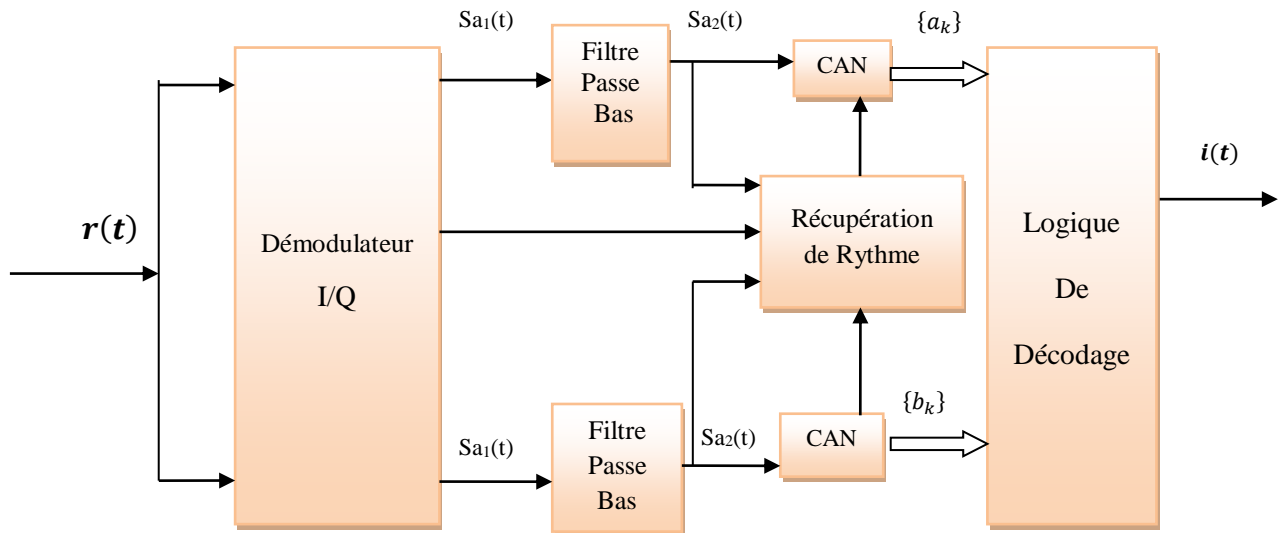 Sa₁(t)
Filtre
Passe
Bas
Sa₂(t)
CAN
{aₖ}
r(t)
Démodulateur
I/Q
Récupération
de Rythme
Logique
De
Décodage
i(t)
Sa₁(t)
Filtre
Passe
Bas
Sa₂(t)
CAN
{bₖ}